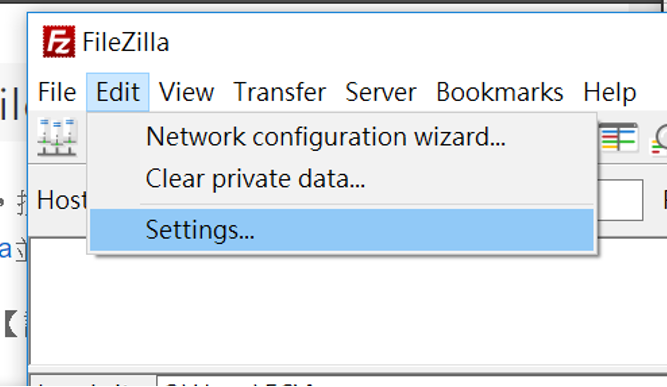 FileZilla
File Edit View Transfer Server Bookmarks Help
Network configuration wizard...
Clear private data...
Host
Settings...